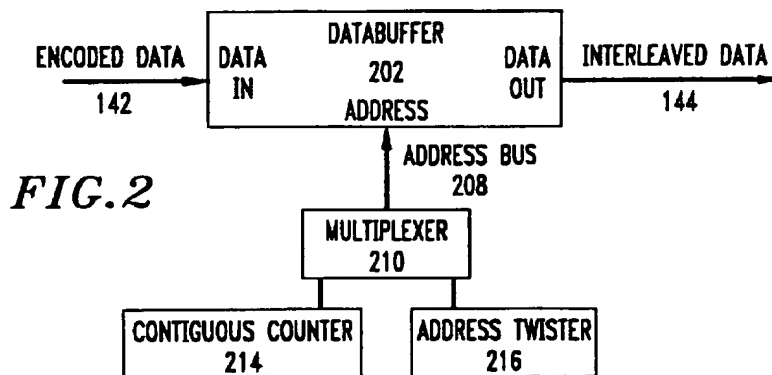 DATABUFFER
ENCODED DATA
DATA
IN
202
DATA
OUT
INTERLEAVED DATA
142
144
ADDRESS
ADDRESS BUS
208
FIG.2
MULTIPLEXER
210
CONTIGUOUS COUNTER
214
ADDRESS TWISTER
216